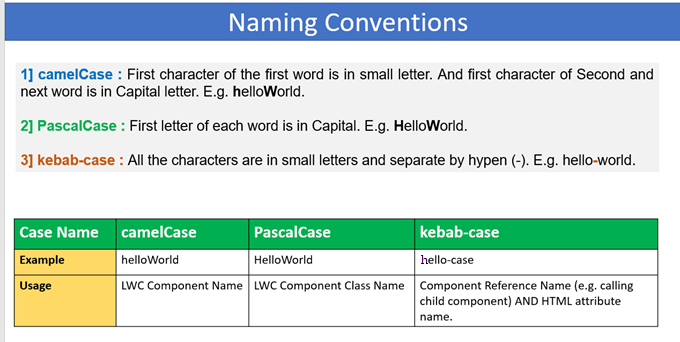 Naming Conventions
1] camelCase : First character of the first word is in small letter. And first character of Second and
next word is in Capital letter. E.g. helloWorld.
2] PascalCase : First letter of each word is in Capital. E.g. HelloWorld.
3] kebab-case : All the characters are in small letters and separate by hypen (-). E.g. hello-world.
Case Name camelCase PascalCase kebab-case
Example helloWorld HelloWorld hello-case
Usage LWC Component Name LWC Component Class Name Component Reference Name (e.g. calling
child component) AND HTML attribute
name.